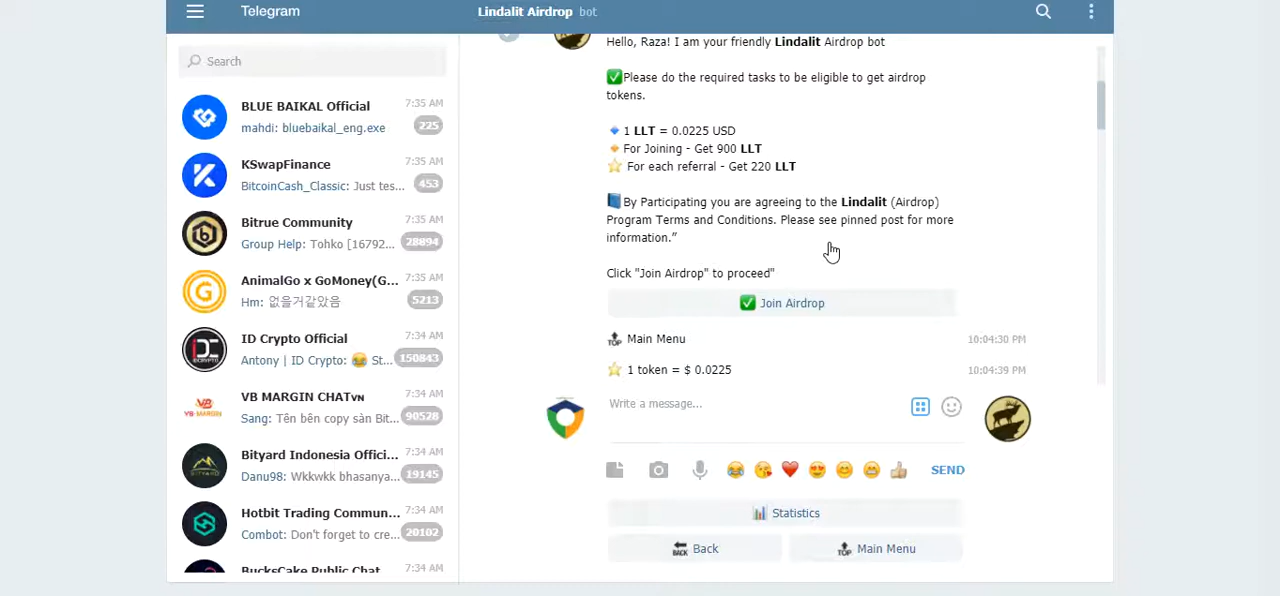 Telegram
Lindalit Airdrop bot
Search
BLUE BAIKAL Official 7:35 AM
mahdi: bluebaikal_eng.exe 225
KSwapFinance 7:35 AM
BitcoinCash_Classic: Just tes... 453
Bitrue Community 7:35 AM
Group Help: Tohko [16792... 28894
AnimalGo x GoMoney(G... 7:35 AM
Hm: 없을거같았음 5213
ID Crypto Official 7:34 AM
Antony | ID Crypto: 😂 St... 150843
VB MARGIN CHATᴠɴ 7:34 AM
Sang: Tên bên copy sàn Bit... 90528
Bityard Indonesia Offici... 7:34 AM
Danu98: Wkkwkk bhasanya... 19145
Hotbit Trading Commun... 7:34 AM
Combot: Don't forget to cre... 20102
BucksCake Public Chat 7:34 AM
Hello, Raza! I am your friendly Lindalit Airdrop bot
✅Please do the required tasks to be eligible to get airdrop
tokens.
🔹 1 LLT = 0.0225 USD
🔸 For Joining - Get 900 LLT
⭐ For each referral - Get 220 LLT
📘By Participating you are agreeing to the Lindalit (Airdrop)
Program Terms and Conditions. Please see pinned post for more
information.”
Click "Join Airdrop" to proceed"
✅ Join Airdrop
🔝 Main Menu 10:04:30 PM
⭐ 1 token = $ 0.0225 10:04:39 PM
Write a message...
SEND
📊 Statistics
🔙 Back
🔝 Main Menu